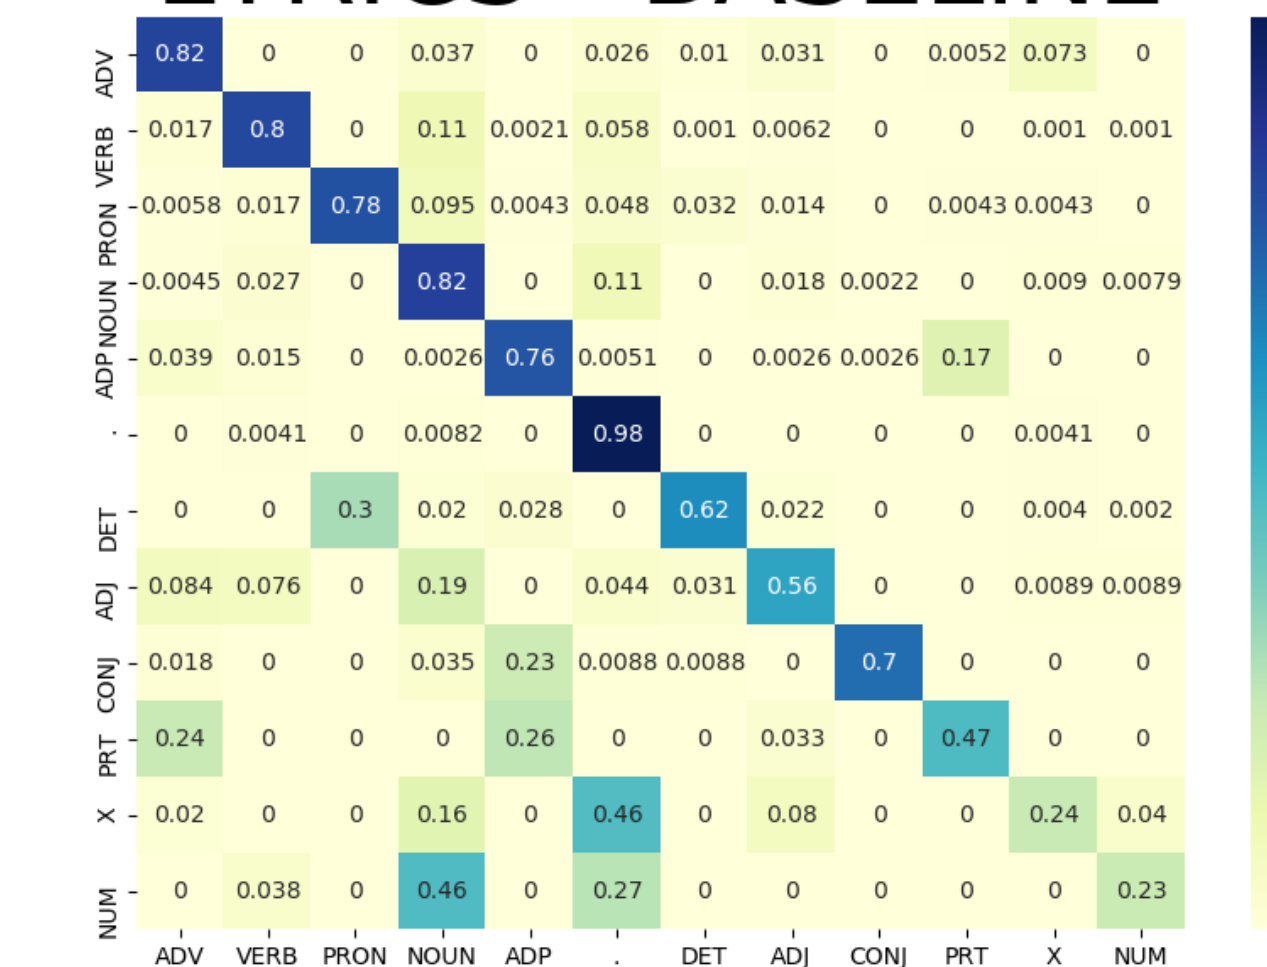 LYRICS - BASELINE
ADV 0.82 0 0 0.037 0 0.026 0.01 0.031 0 0.0052 0.073 0
VERB 0.017 0.8 0 0.11 0.0021 0.058 0.001 0.0062 0 0 0.001 0.001
PRON 0.0058 0.017 0.78 0.095 0.0043 0.048 0.032 0.014 0 0.0043 0.0043 0
NOUN 0.0045 0.027 0 0.82 0 0.11 0 0.018 0.0022 0 0.009 0.0079
ADP 0.039 0.015 0 0.0026 0.76 0.0051 0 0.0026 0.0026 0.17 0 0
. 0 0.0041 0 0.0082 0 0.98 0 0 0 0 0.0041 0
DET 0 0 0.3 0.02 0.028 0 0.62 0.022 0 0 0.004 0.002
ADJ 0.084 0.076 0 0.19 0 0.044 0.031 0.56 0 0 0.0089 0.0089
CONJ 0.018 0 0 0.035 0.23 0.0088 0.0088 0 0.7 0 0 0
PRT 0.24 0 0 0 0.26 0 0 0.033 0 0.47 0 0
X 0.02 0 0 0.16 0 0.46 0 0.08 0 0 0.24 0.04
NUM 0 0.038 0 0.46 0 0.27 0 0 0 0 0 0.23
ADV VERB PRON NOUN ADP . DET ADJ CONJ PRT X NUM